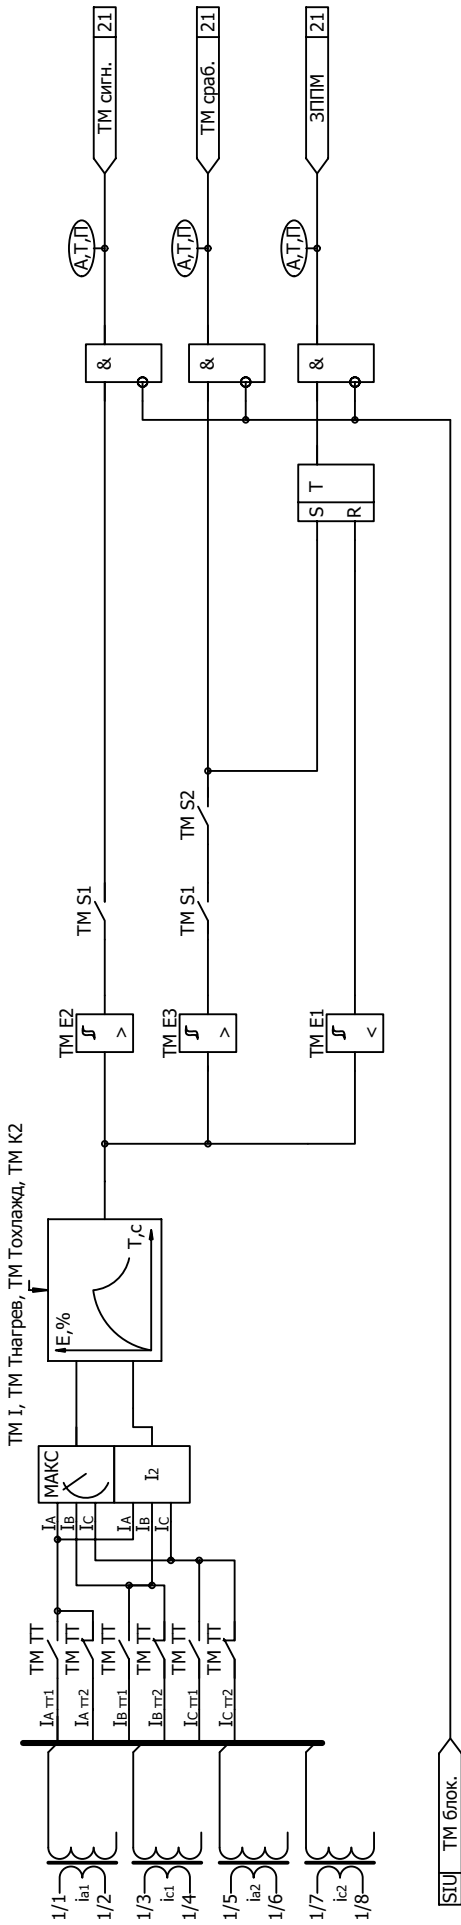 1/1
ia1
1/2
1/3
ic1
1/4
1/5
ia2
1/6
1/7
ic2
1/8
SIU ТМ блок.
IA тт1
IA тт2
IB тт1
IB тт2
IC тт1
IC тт2
ТМ ТТ
ТМ ТТ
ТМ ТТ
ТМ ТТ
ТМ ТТ
ТМ ТТ
IA
IB
IC
IA
IB
IC
МАКС
I2
ТМ I, ТМ Тнагрев, ТМ Тохлажд, ТМ К2
E,%
T,с
ТМ E2
>
ТМ E3
>
ТМ E1
<
ТМ S1
ТМ S1
ТМ S2
S T
R
&
&
&
А,Т,П
А,Т,П
А,Т,П
ТМ сигн. 21
ТМ сраб. 21
ЗППМ 21